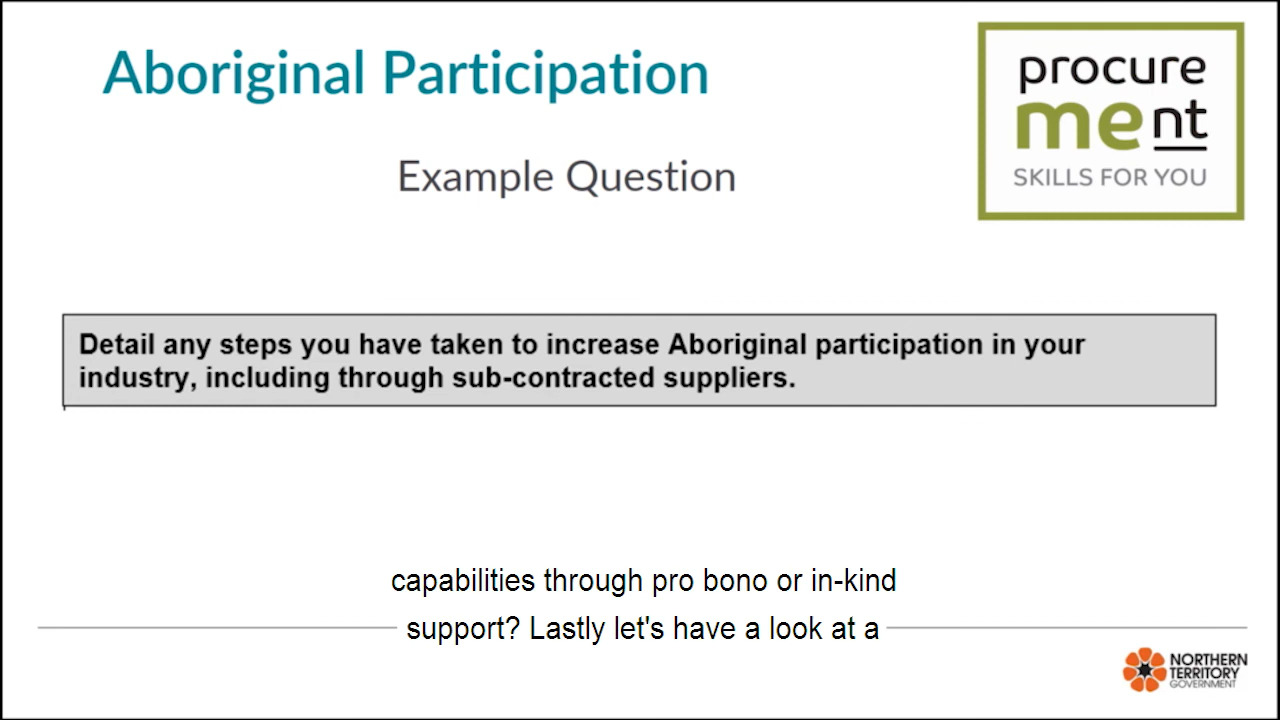 Aboriginal Participation
procure
ment
SKILLS FOR YOU
Example Question
Detail any steps you have taken to increase Aboriginal participation in your
industry, including through sub-contracted suppliers.
capabilities through pro bono or in-kind
support? Lastly let's have a look at a
NORTHERN
TERRITORY
GOVERNMENT